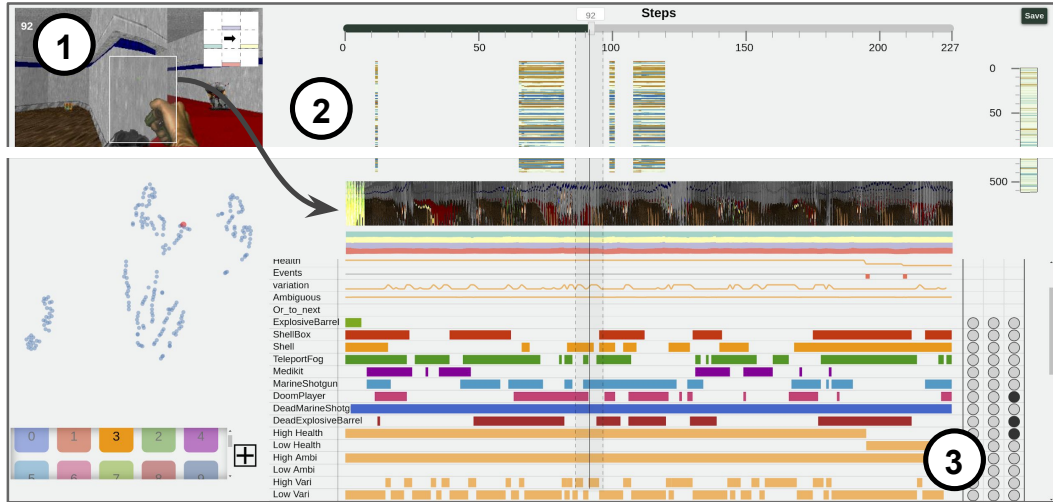 92
Steps
Save
1
92
0 50 100 150 200 227
2
0
50
500
Health
Events
variation
Ambiguous
Or_to_next
ExplosiveBarrel
ShellBox
Shell
TeleportFog
Medikit
MarineShotgun
DoomPlayer
DeadMarineShotg
DeadExplosiveBarrel
High Health
Low Health
High Ambi
Low Ambi
High Vari
Low Vari
0 1 3 2 4
5 6 7 8 9
3